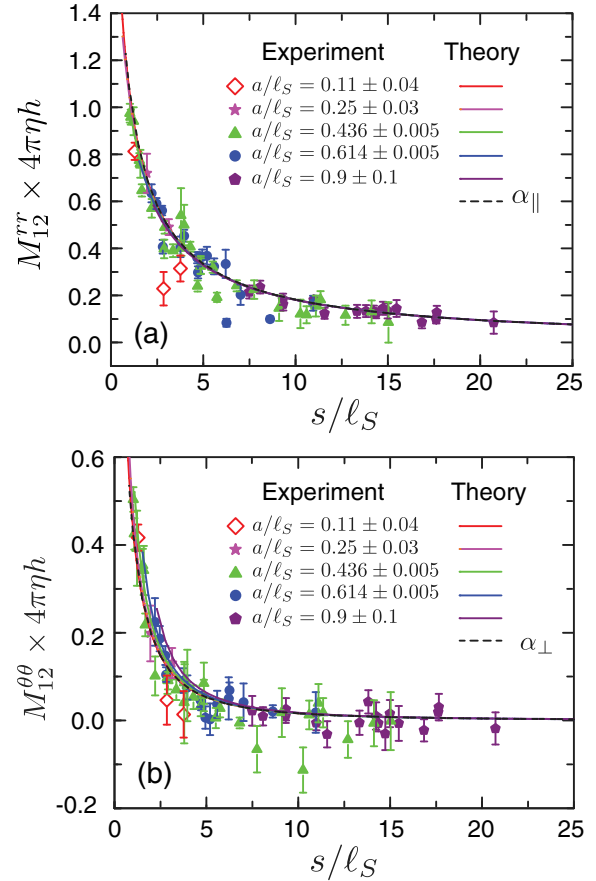 1.4
1.2
1.0
0.8
0.6
0.4
0.2
0.0
M₁₂ʳʳ × 4πηh
Experiment Theory
a/ℓ_S = 0.11 ± 0.04
a/ℓ_S = 0.25 ± 0.03
a/ℓ_S = 0.436 ± 0.005
a/ℓ_S = 0.614 ± 0.005
a/ℓ_S = 0.9 ± 0.1
α_∥
(a)
0 5 10 15 20 25
s/ℓ_S
0.6
0.4
0.2
0.0
-0.2
M₁₂^θθ × 4πηh
Experiment Theory
a/ℓ_S = 0.11 ± 0.04
a/ℓ_S = 0.25 ± 0.03
a/ℓ_S = 0.436 ± 0.005
a/ℓ_S = 0.614 ± 0.005
a/ℓ_S = 0.9 ± 0.1
α_⊥
(b)
0 5 10 15 20 25
s/ℓ_S